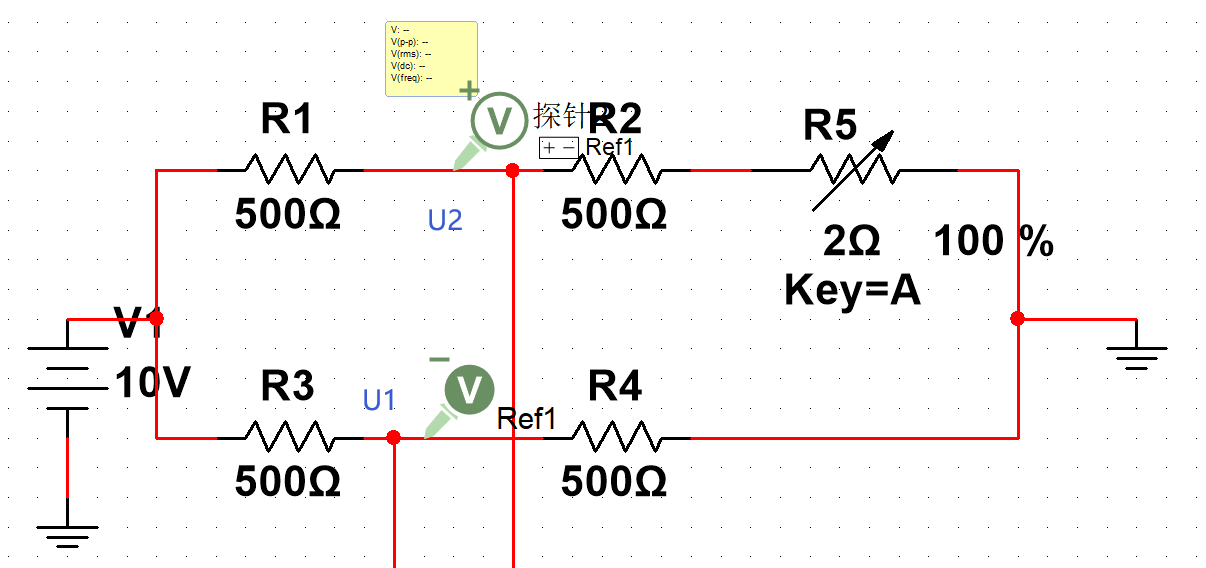 V: --
V(p-p): --
V(rms): --
V(dc): --
V(freq): --
V
探针
R1
R2
R5
+ −
Ref1
500Ω
U2
500Ω
2Ω
100 %
Key=A
V1
10V
R3
U1
V
Ref1
R4
500Ω
500Ω